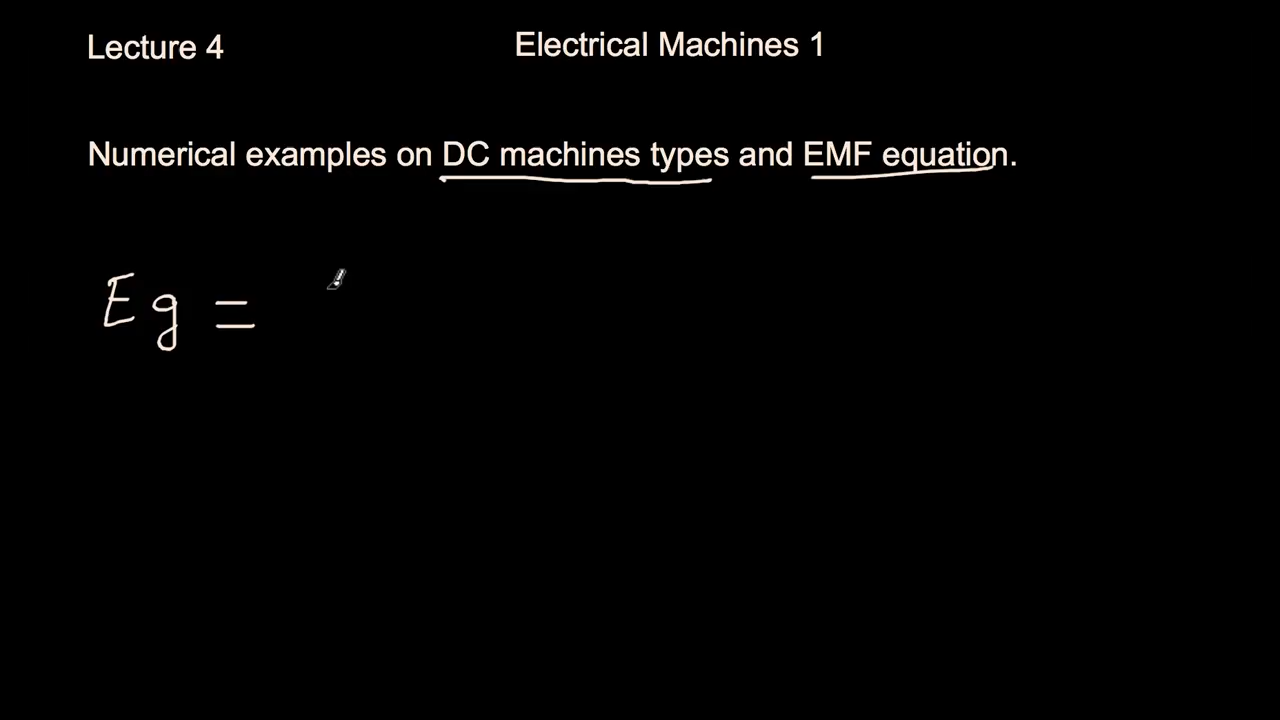 Lecture 4
Electrical Machines 1
Numerical examples on DC machines types and EMF equation.
Eg =